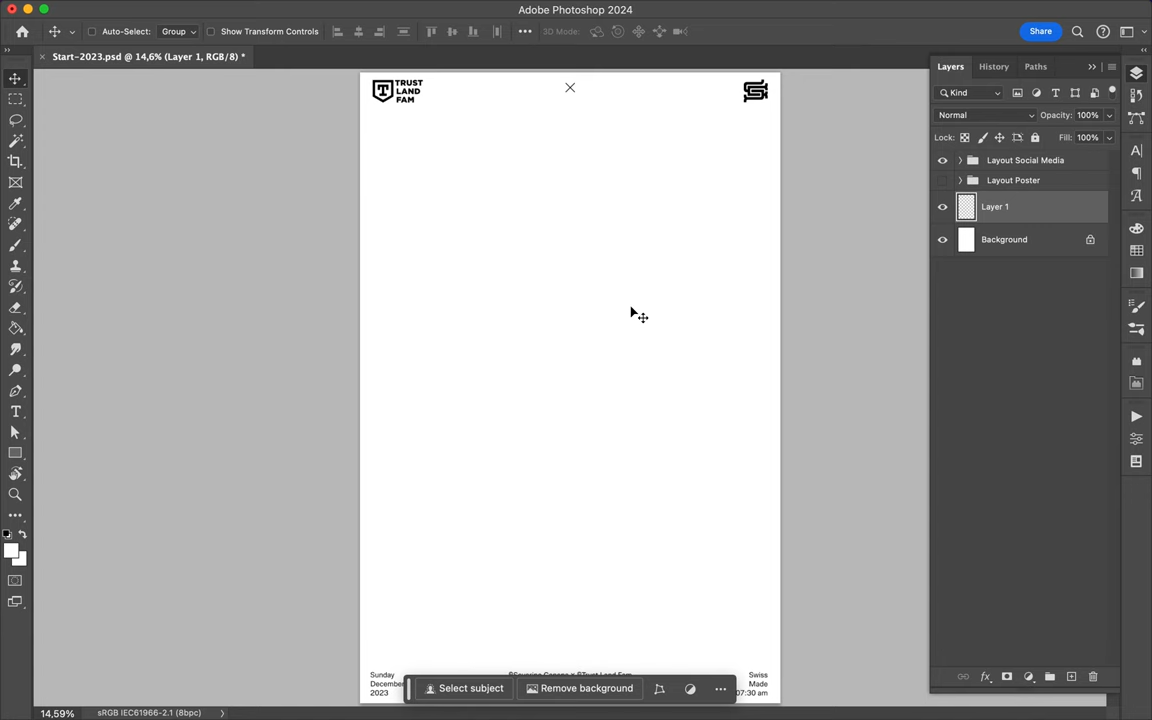 Adobe Photoshop 2024
Auto-Select:
Group
Show Transform Controls
3D Mode:
Share
Start-2023.psd @ 14,6% (Layer 1, RGB/8) *
Layers
History
Paths
TRUST
LAND
FAM
Kind
Normal
Opacity: 100%
Lock:
Fill: 100%
Layout Social Media
Layout Poster
Layer 1
Background
Sunday
December
2023
Swiss
Made
07:30 am
Select subject
Remove background
14,59%
sRGB IEC61966-2.1 (8bpc)